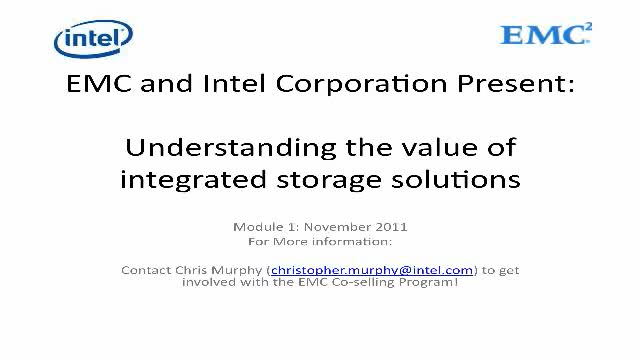 intel
EMC²
EMC and Intel Corporation Present:
Understanding the value of
integrated storage solutions
Module 1: November 2011
For More information:
Contact Chris Murphy (christopher.murphy@intel.com) to get
involved with the EMC Co-selling Program!